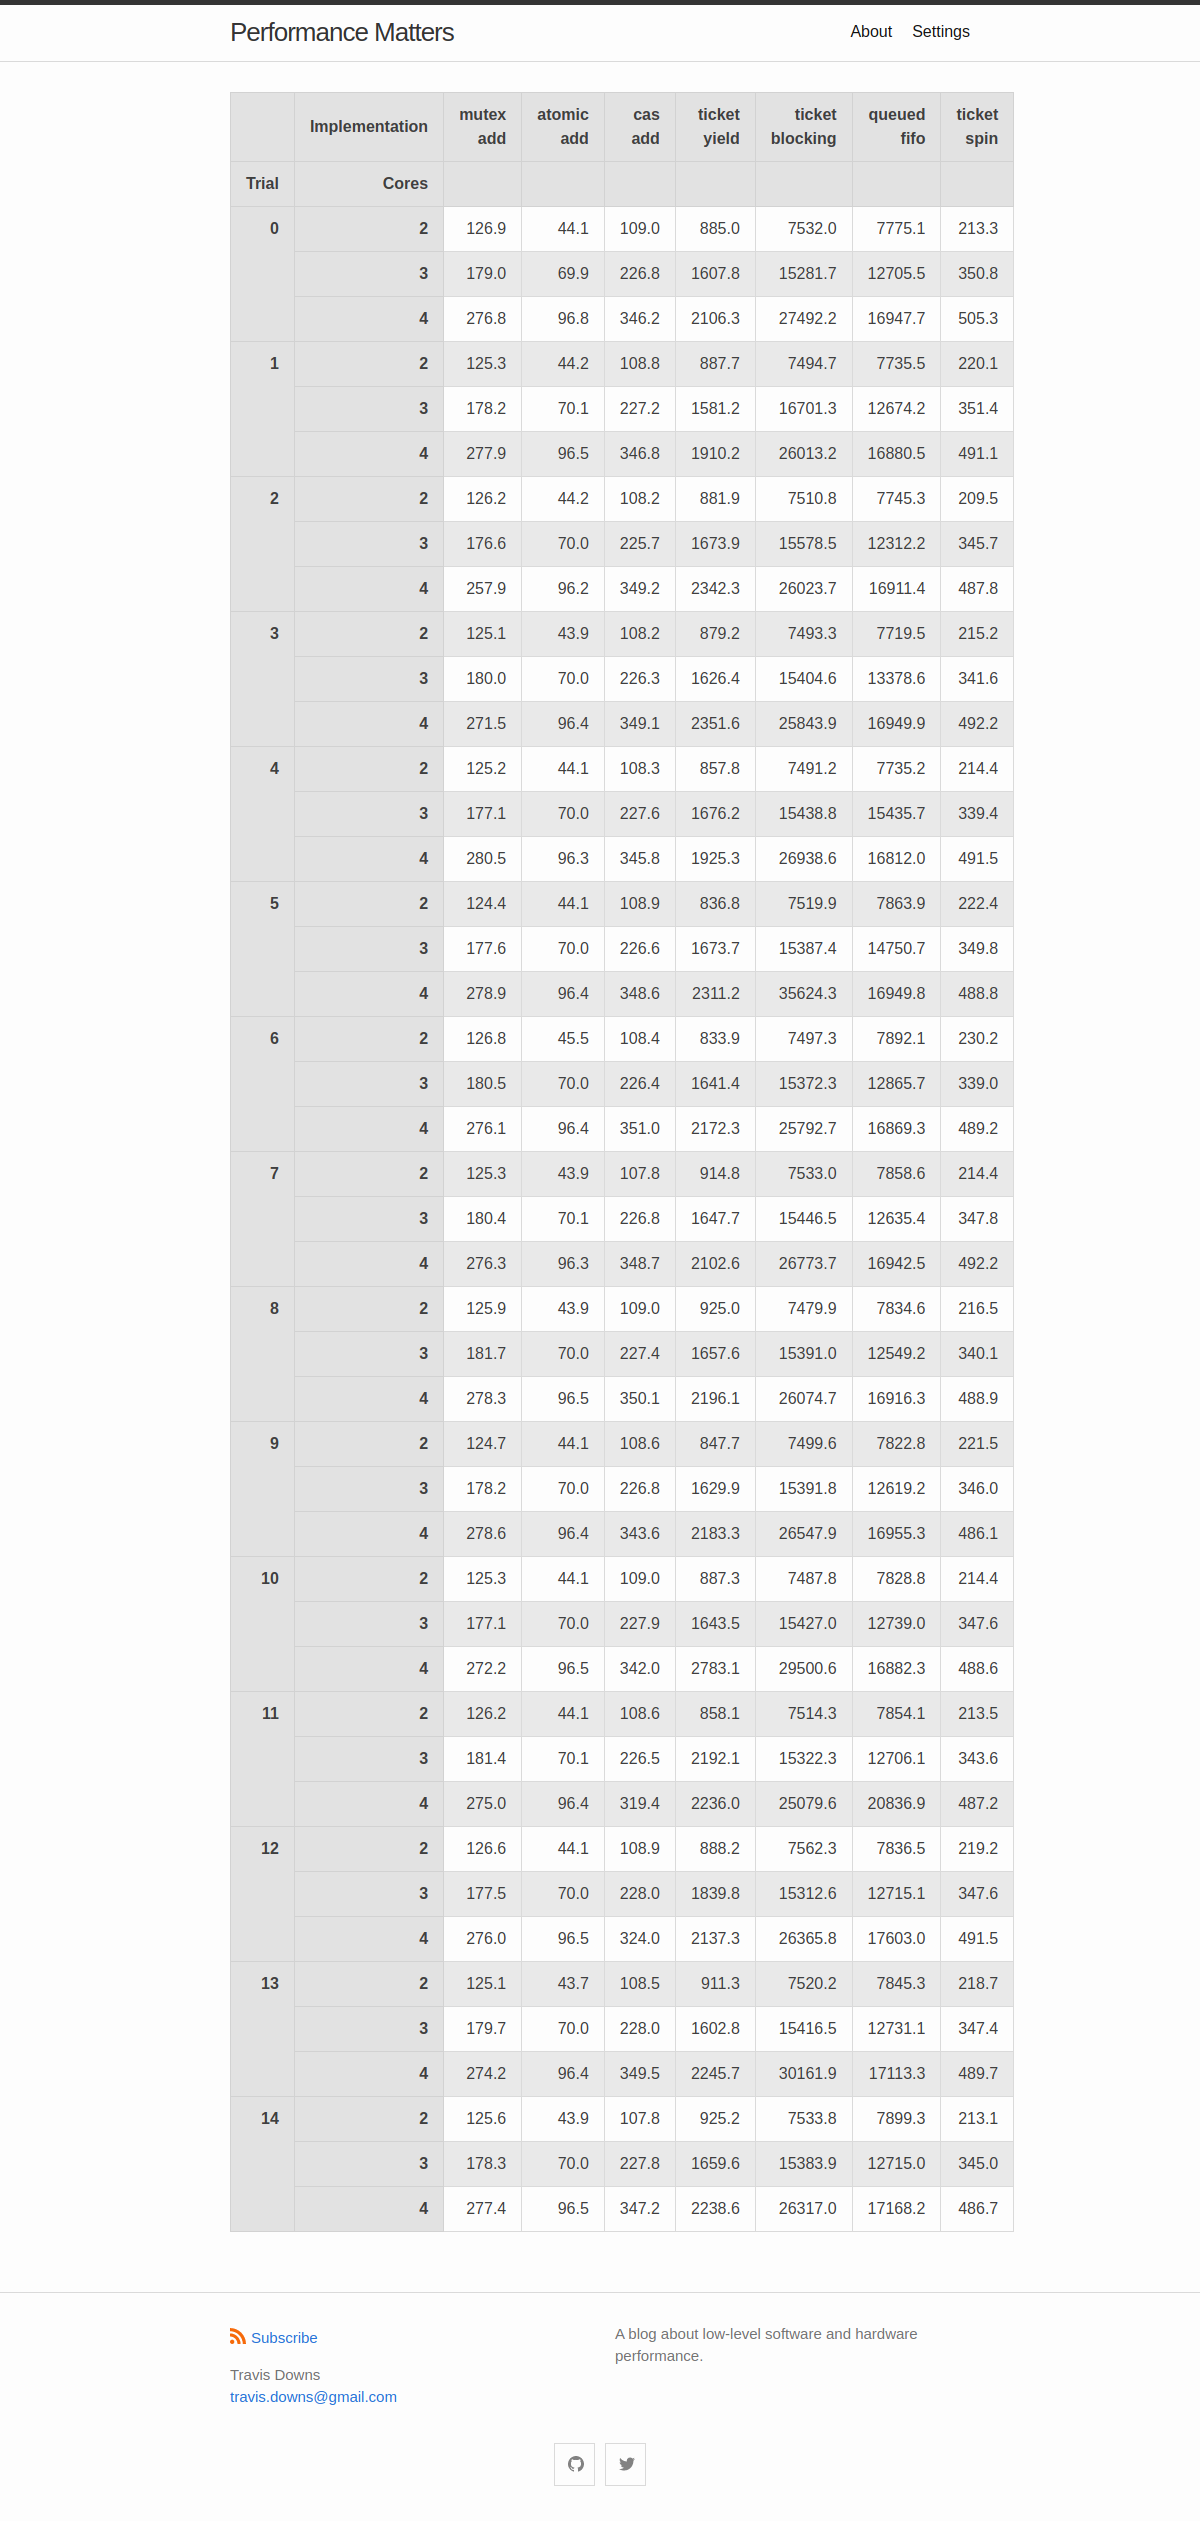 Performance Matters
About Settings
Implementation mutex add atomic add cas add ticket yield ticket blocking queued fifo ticket spin
Trial Cores
0 2 126.9 44.1 109.0 885.0 7532.0 7775.1 213.3
3 179.0 69.9 226.8 1607.8 15281.7 12705.5 350.8
4 276.8 96.8 346.2 2106.3 27492.2 16947.7 505.3
1 2 125.3 44.2 108.8 887.7 7494.7 7735.5 220.1
3 178.2 70.1 227.2 1581.2 16701.3 12674.2 351.4
4 277.9 96.5 346.8 1910.2 26013.2 16880.5 491.1
2 2 126.2 44.2 108.2 881.9 7510.8 7745.3 209.5
3 176.6 70.0 225.7 1673.9 15578.5 12312.2 345.7
4 257.9 96.2 349.2 2342.3 26023.7 16911.4 487.8
3 2 125.1 43.9 108.2 879.2 7493.3 7719.5 215.2
3 180.0 70.0 226.3 1626.4 15404.6 13378.6 341.6
4 271.5 96.4 349.1 2351.6 25843.9 16949.9 492.2
4 2 125.2 44.1 108.3 857.8 7491.2 7735.2 214.4
3 177.1 70.0 227.6 1676.2 15438.8 15435.7 339.4
4 280.5 96.3 345.8 1925.3 26938.6 16812.0 491.5
5 2 124.4 44.1 108.9 836.8 7519.9 7863.9 222.4
3 177.6 70.0 226.6 1673.7 15387.4 14750.7 349.8
4 278.9 96.4 348.6 2311.2 35624.3 16949.8 488.8
6 2 126.8 45.5 108.4 833.9 7497.3 7892.1 230.2
3 180.5 70.0 226.4 1641.4 15372.3 12865.7 339.0
4 276.1 96.4 351.0 2172.3 25792.7 16869.3 489.2
7 2 125.3 43.9 107.8 914.8 7533.0 7858.6 214.4
3 180.4 70.1 226.8 1647.7 15446.5 12635.4 347.8
4 276.3 96.3 348.7 2102.6 26773.7 16942.5 492.2
8 2 125.9 43.9 109.0 925.0 7479.9 7834.6 216.5
3 181.7 70.0 227.4 1657.6 15391.0 12549.2 340.1
4 278.3 96.5 350.1 2196.1 26074.7 16916.3 488.9
9 2 124.7 44.1 108.6 847.7 7499.6 7822.8 221.5
3 178.2 70.0 226.8 1629.9 15391.8 12619.2 346.0
4 278.6 96.4 343.6 2183.3 26547.9 16955.3 486.1
10 2 125.3 44.1 109.0 887.3 7487.8 7828.8 214.4
3 177.1 70.0 227.9 1643.5 15427.0 12739.0 347.6
4 272.2 96.5 342.0 2783.1 29500.6 16882.3 488.6
11 2 126.2 44.1 108.6 858.1 7514.3 7854.1 213.5
3 181.4 70.1 226.5 2192.1 15322.3 12706.1 343.6
4 275.0 96.4 319.4 2236.0 25079.6 20836.9 487.2
12 2 126.6 44.1 108.9 888.2 7562.3 7836.5 219.2
3 177.5 70.0 228.0 1839.8 15312.6 12715.1 347.6
4 276.0 96.5 324.0 2137.3 26365.8 17603.0 491.5
13 2 125.1 43.7 108.5 911.3 7520.2 7845.3 218.7
3 179.7 70.0 228.0 1602.8 15416.5 12731.1 347.4
4 274.2 96.4 349.5 2245.7 30161.9 17113.3 489.7
14 2 125.6 43.9 107.8 925.2 7533.8 7899.3 213.1
3 178.3 70.0 227.8 1659.6 15383.9 12715.0 345.0
4 277.4 96.5 347.2 2238.6 26317.0 17168.2 486.7
Subscribe
Travis Downs
travis.downs@gmail.com
A blog about low-level software and hardware
performance.